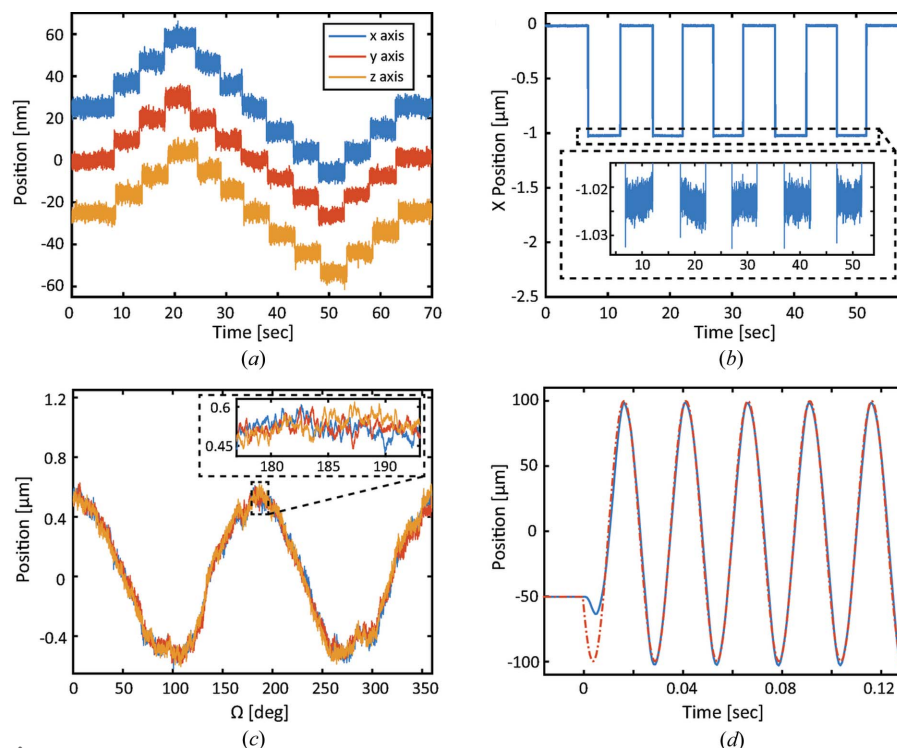 60
40
20
0
-20
-40
-60
Position [nm]
x axis
y axis
z axis
0 10 20 30 40 50 60 70
Time [sec]
(a)
0
-0.5
-1
-1.5
-2
-2.5
X Position [μm]
-1.02
-1.03
10 20 30 40 50
0 10 20 30 40 50
Time [sec]
(b)
1.2
0.8
0.4
0
-0.4
Position [μm]
0.6
0.45
180 185 190
0 50 100 150 200 250 300 350
Ω [deg]
(c)
100
50
0
-50
-100
Position [μm]
0 0.04 0.08 0.12
Time [sec]
(d)